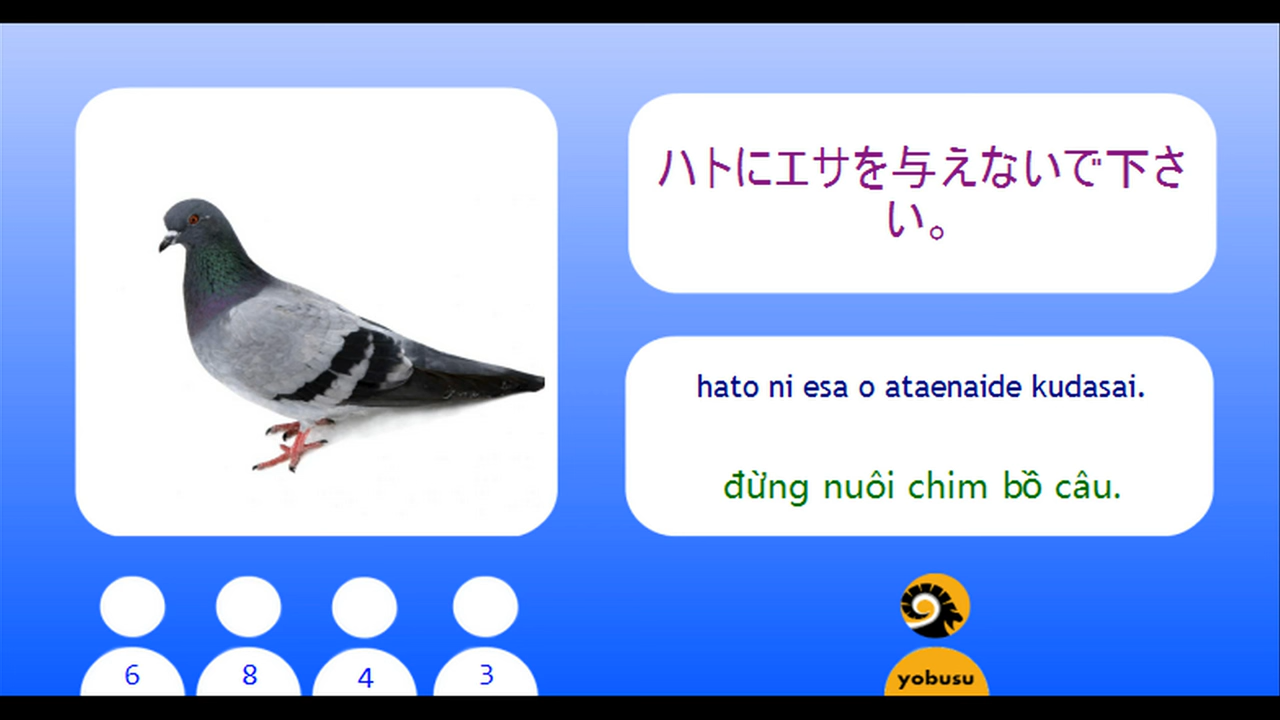 ハトにエサを与えないで下さ
い。
hato ni esa o ataenaide kudasai.
đừng nuôi chim bồ câu.
6 8 4 3
yobusu